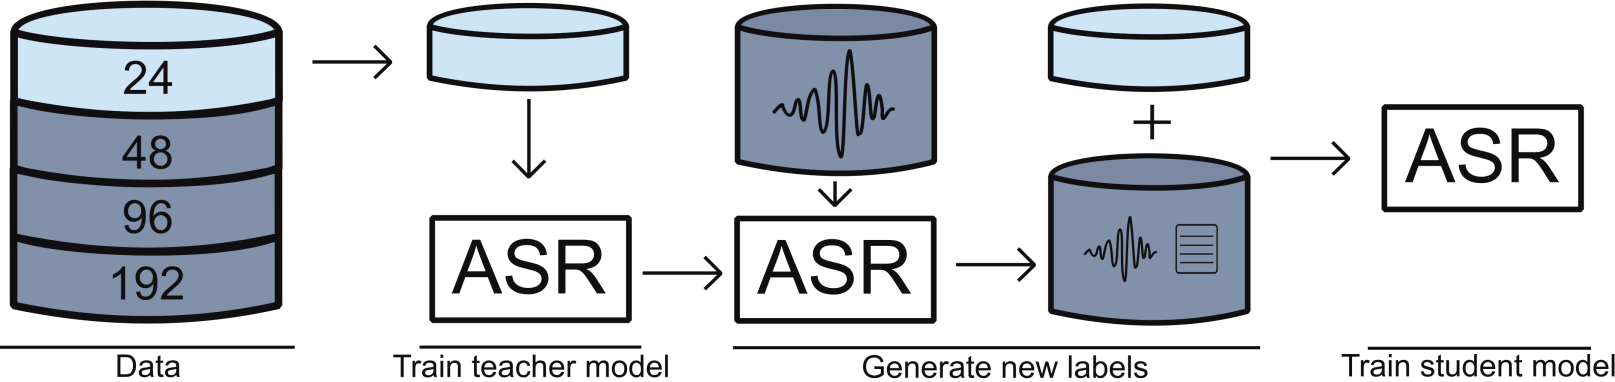 24
48
96
192
ASR
ASR
ASR
+
Data
Train teacher model
Generate new labels
Train student model